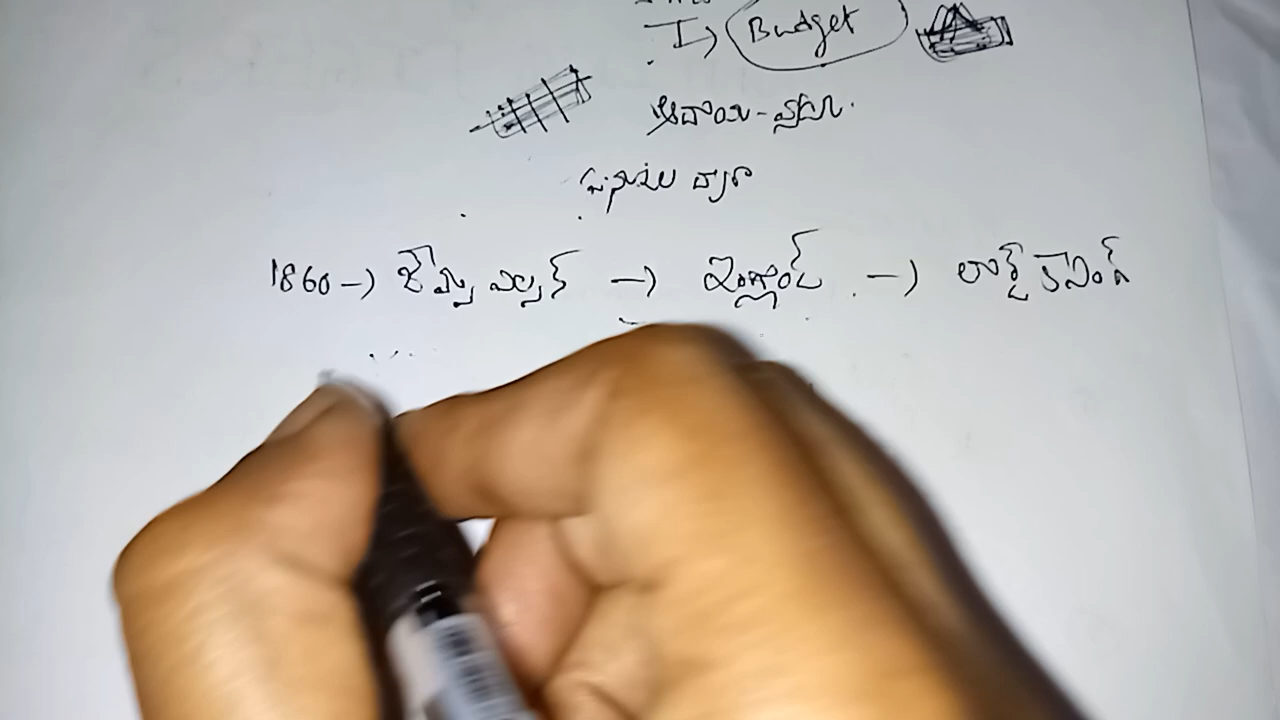 I) Budget
ఆదాయ - వ్యయ
ద్వారా
1860 -> జేమ్స్ విల్సన్ -> ఇంగ్లాండ్ -> లార్డ్ కానింగ్